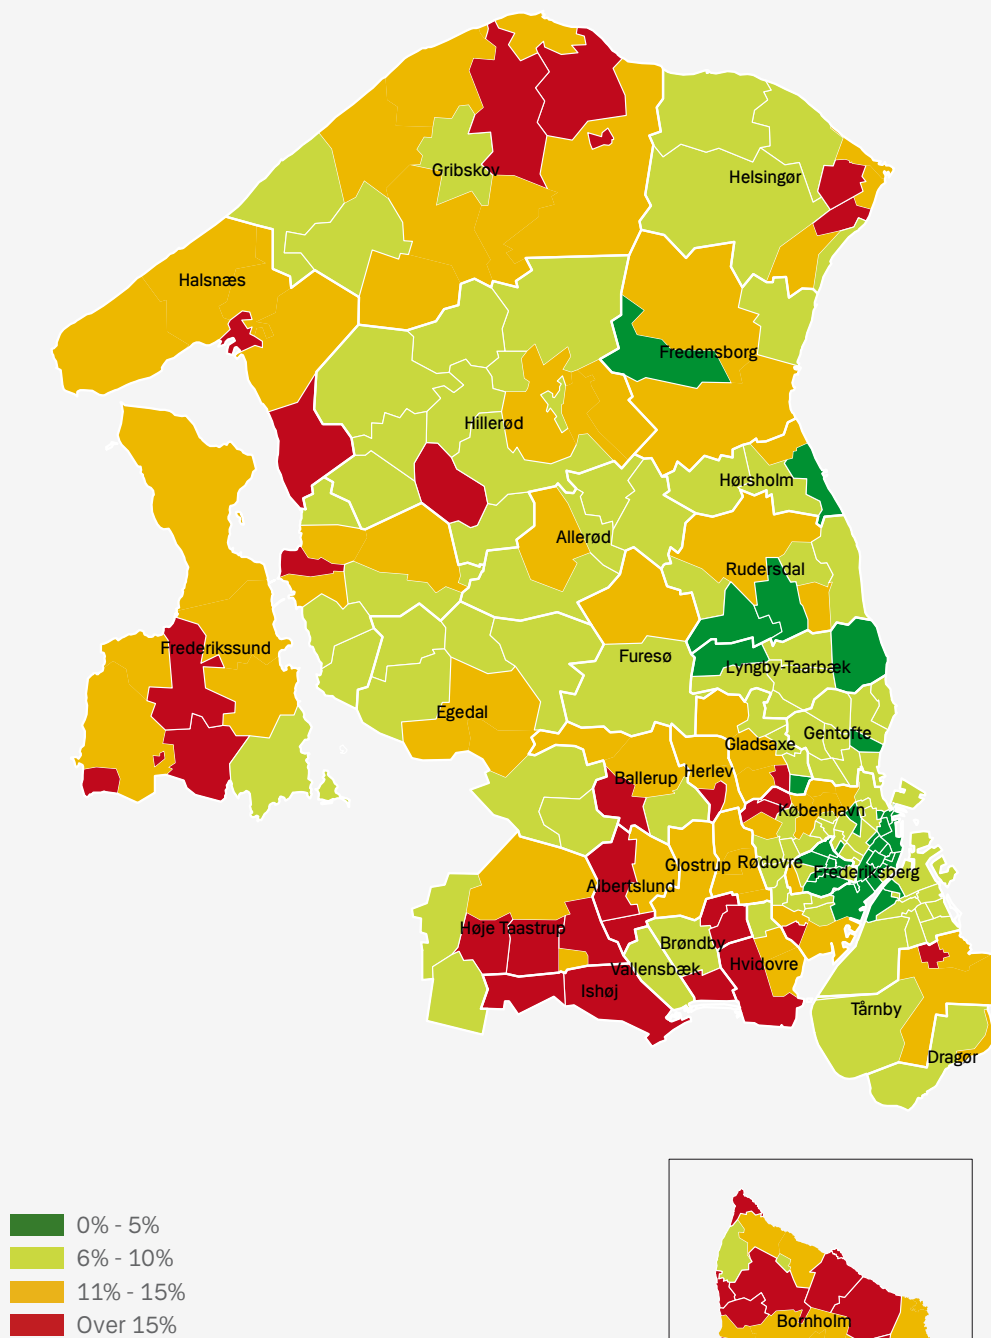 Gribskov
Helsingør
Halsnæs
Fredensborg
Hillerød
Hørsholm
Allerød
Rudersdal
Frederikssund
Furesø
Lyngby-Taarbæk
Egedal
Gentofte
Gladsaxe
Ballerup
Herlev
København
Glostrup
Rødovre
Frederiksberg
Albertslund
Høje Taastrup
Brøndby
Vallensbæk
Hvidovre
Ishøj
Tårnby
Dragør
0% - 5%
6% - 10%
11% - 15%
Over 15%
Bornholm